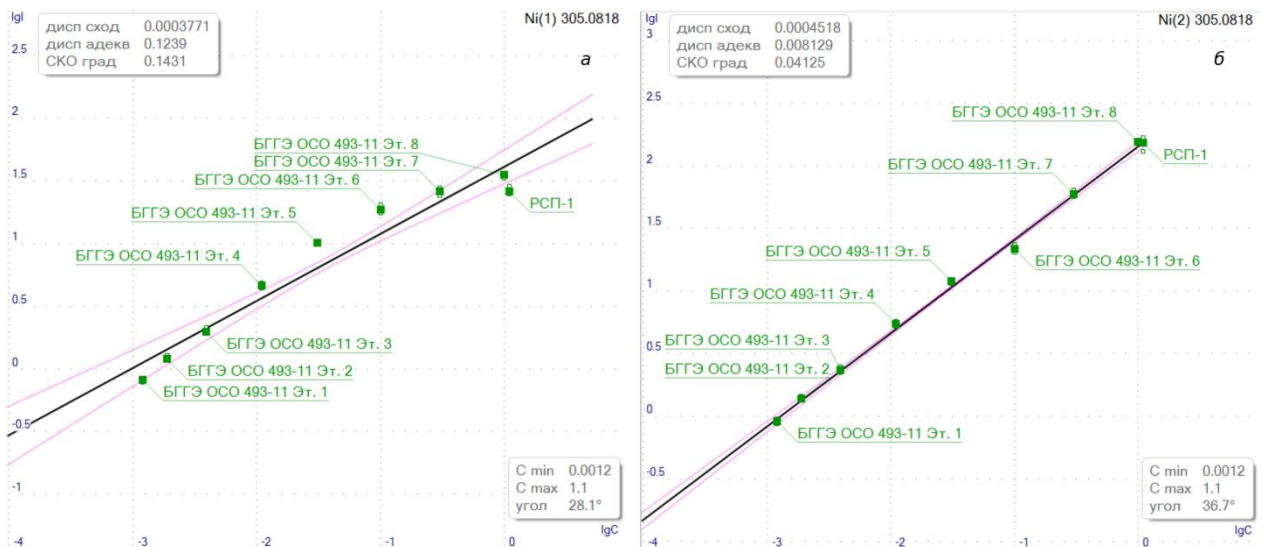 lgI
дисп сход 0.0003771
дисп адекв 0.1239
СКО град 0.1431
Ni(1) 305.0818
а
2.5
2
1.5
1
0.5
0
-0.5
-1
БГГЭ ОСО 493-11 Эт. 8
БГГЭ ОСО 493-11 Эт. 7
БГГЭ ОСО 493-11 Эт. 6
РСП-1
БГГЭ ОСО 493-11 Эт. 5
БГГЭ ОСО 493-11 Эт. 4
БГГЭ ОСО 493-11 Эт. 3
БГГЭ ОСО 493-11 Эт. 2
БГГЭ ОСО 493-11 Эт. 1
C min 0.0012
C max 1.1
угол 28.1°
lgC
-4
-3
-2
-1
0
lgI
дисп сход 0.0004518
дисп адекв 0.008129
СКО град 0.04125
Ni(2) 305.0818
б
3
2.5
2
1.5
1
0.5
0
-0.5
БГГЭ ОСО 493-11 Эт. 8
РСП-1
БГГЭ ОСО 493-11 Эт. 7
БГГЭ ОСО 493-11 Эт. 5
БГГЭ ОСО 493-11 Эт. 6
БГГЭ ОСО 493-11 Эт. 4
БГГЭ ОСО 493-11 Эт. 3
БГГЭ ОСО 493-11 Эт. 2
БГГЭ ОСО 493-11 Эт. 1
C min 0.0012
C max 1.1
угол 36.7°
lgC
-4
-3
-2
-1
0